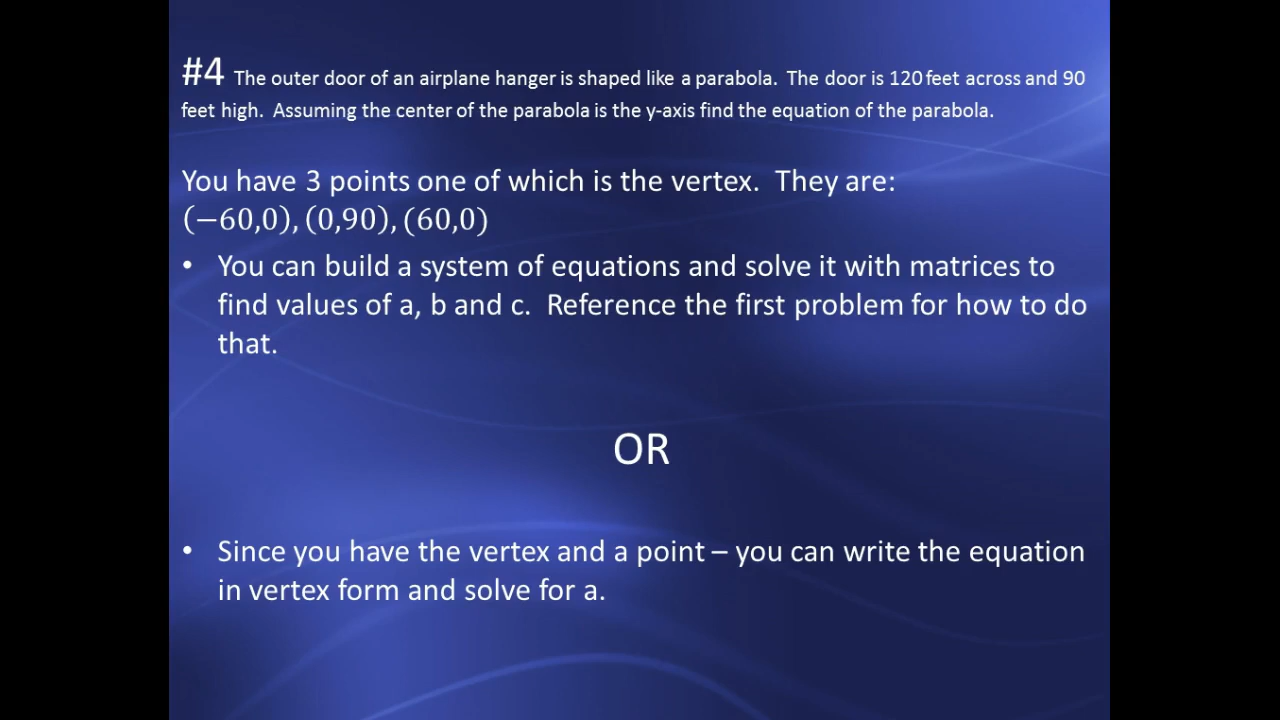 #4 The outer door of an airplane hanger is shaped like a parabola. The door is 120 feet across and 90
feet high. Assuming the center of the parabola is the y-axis find the equation of the parabola.
You have 3 points one of which is the vertex. They are:
(−60,0), (0,90), (60,0)
• You can build a system of equations and solve it with matrices to
find values of a, b and c. Reference the first problem for how to do
that.
OR
• Since you have the vertex and a point – you can write the equation
in vertex form and solve for a.